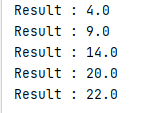 Result : 4.0
Result : 9.0
Result : 14.0
Result : 20.0
Result : 22.0